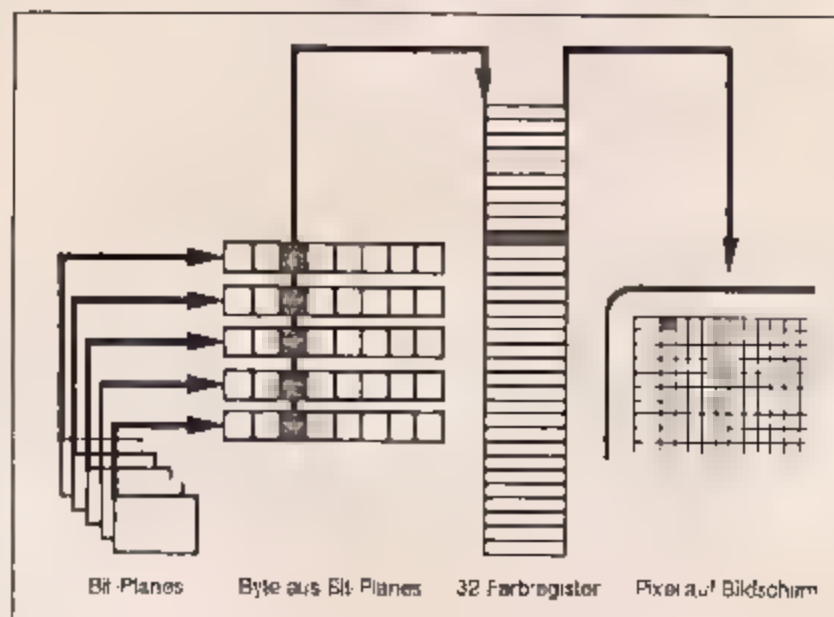 Bit-Planes
Byte aus Bit-Planes
32 Farbregister
Pixel auf Bildschirm